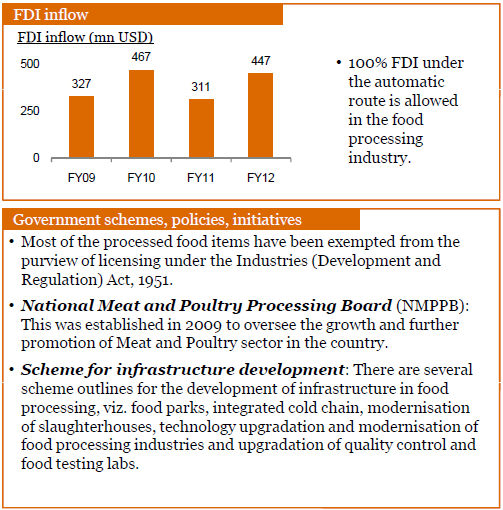 FDI inflow
FDI inflow (mn USD)
500
250
0
327
467
311
447
FY09
FY10
FY11
FY12
• 100% FDI under
the automatic
route is allowed
in the food
processing
industry.
Government schemes, policies, initiatives
• Most of the processed food items have been exempted from the
purview of licensing under the Industries (Development and
Regulation) Act, 1951.
• National Meat and Poultry Processing Board (NMPPB):
This was established in 2009 to oversee the growth and further
promotion of Meat and Poultry sector in the country.
• Scheme for infrastructure development: There are several
scheme outlines for the development of infrastructure in food
processing, viz. food parks, integrated cold chain, modernisation
of slaughterhouses, technology upgradation and modernisation of
food processing industries and upgradation of quality control and
food testing labs.